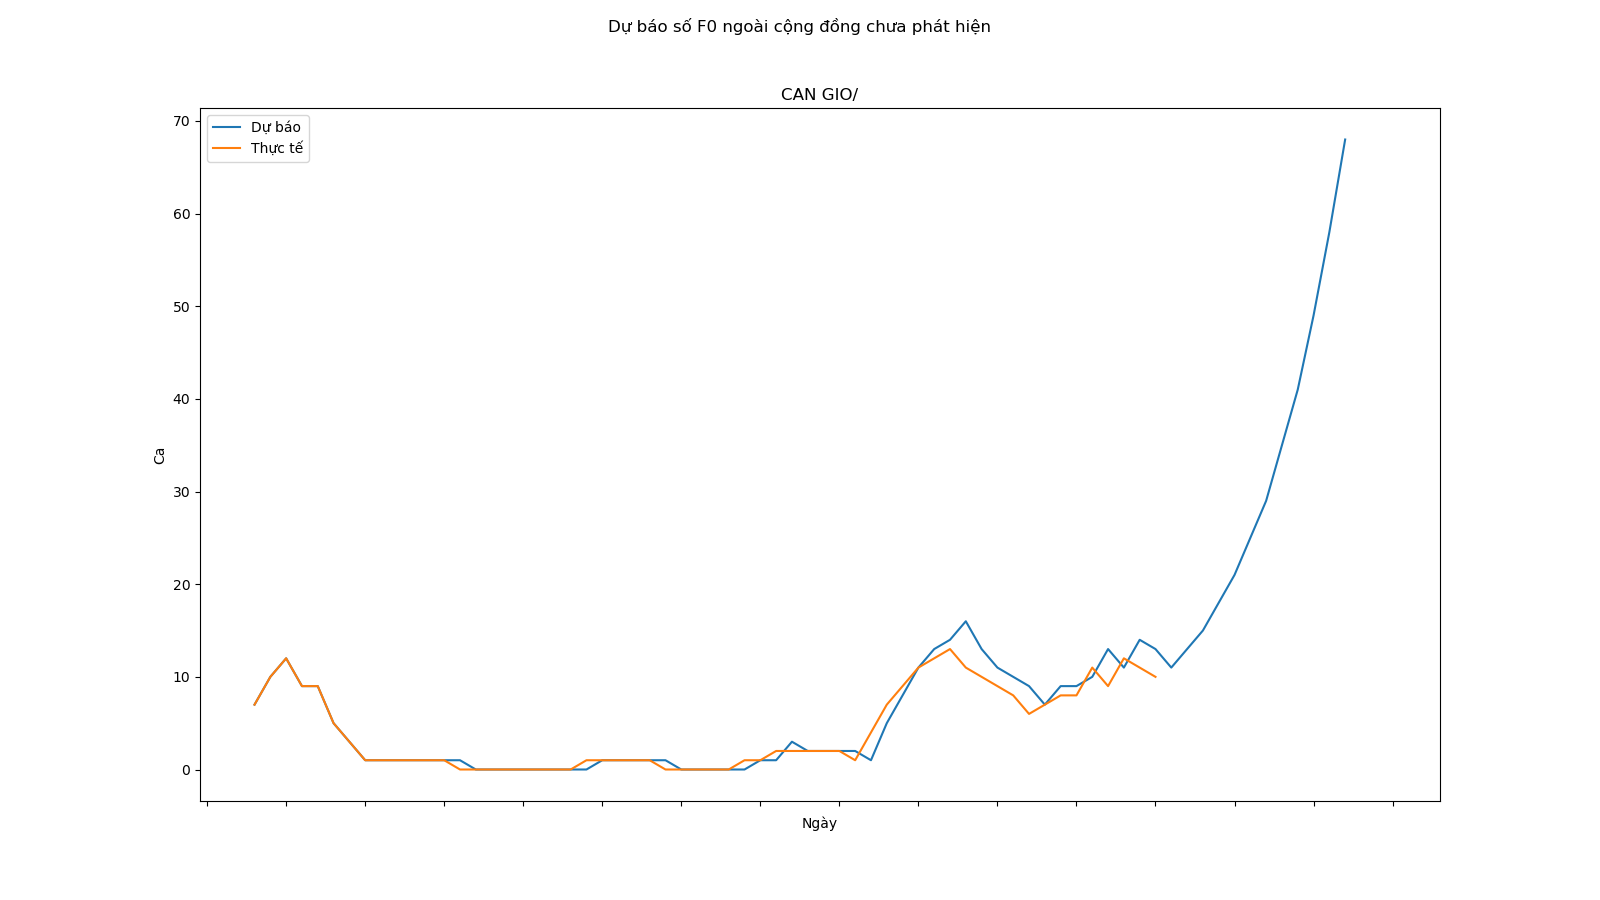 Dự báo số F0 ngoài cộng đồng chưa phát hiện
CAN GIO/
Dự báo
Thực tế
70
60
50
40
30
20
10
0
Ca
Ngày